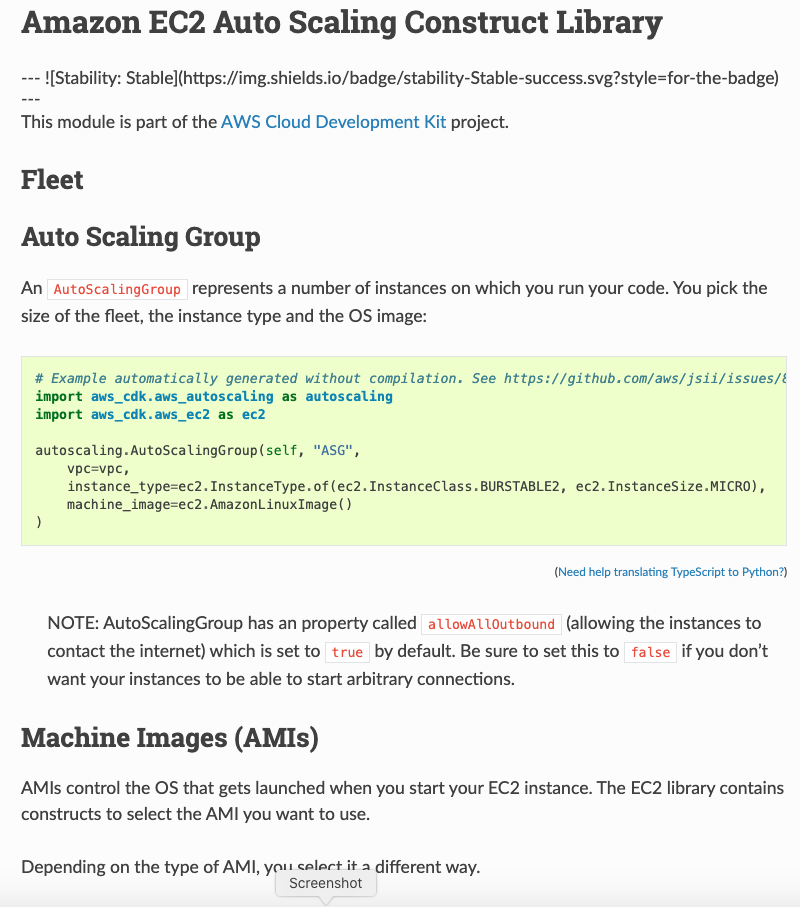 Amazon EC2 Auto Scaling Construct Library
--- ![Stability: Stable](https://img.shields.io/badge/stability-Stable-success.svg?style=for-the-badge)
---
This module is part of the AWS Cloud Development Kit project.
Fleet
Auto Scaling Group
An AutoScalingGroup represents a number of instances on which you run your code. You pick the
size of the fleet, the instance type and the OS image:
# Example automatically generated without compilation. See https://github.com/aws/jsii/issues/8
import aws_cdk.aws_autoscaling as autoscaling
import aws_cdk.aws_ec2 as ec2
autoscaling.AutoScalingGroup(self, "ASG",
    vpc=vpc,
    instance_type=ec2.InstanceType.of(ec2.InstanceClass.BURSTABLE2, ec2.InstanceSize.MICRO),
    machine_image=ec2.AmazonLinuxImage()
)
(Need help translating TypeScript to Python?)
NOTE: AutoScalingGroup has an property called allowAllOutbound (allowing the instances to
contact the internet) which is set to true by default. Be sure to set this to false if you don’t
want your instances to be able to start arbitrary connections.
Machine Images (AMIs)
AMIs control the OS that gets launched when you start your EC2 instance. The EC2 library contains
constructs to select the AMI you want to use.
Depending on the type of AMI, you select it a different way.
Screenshot